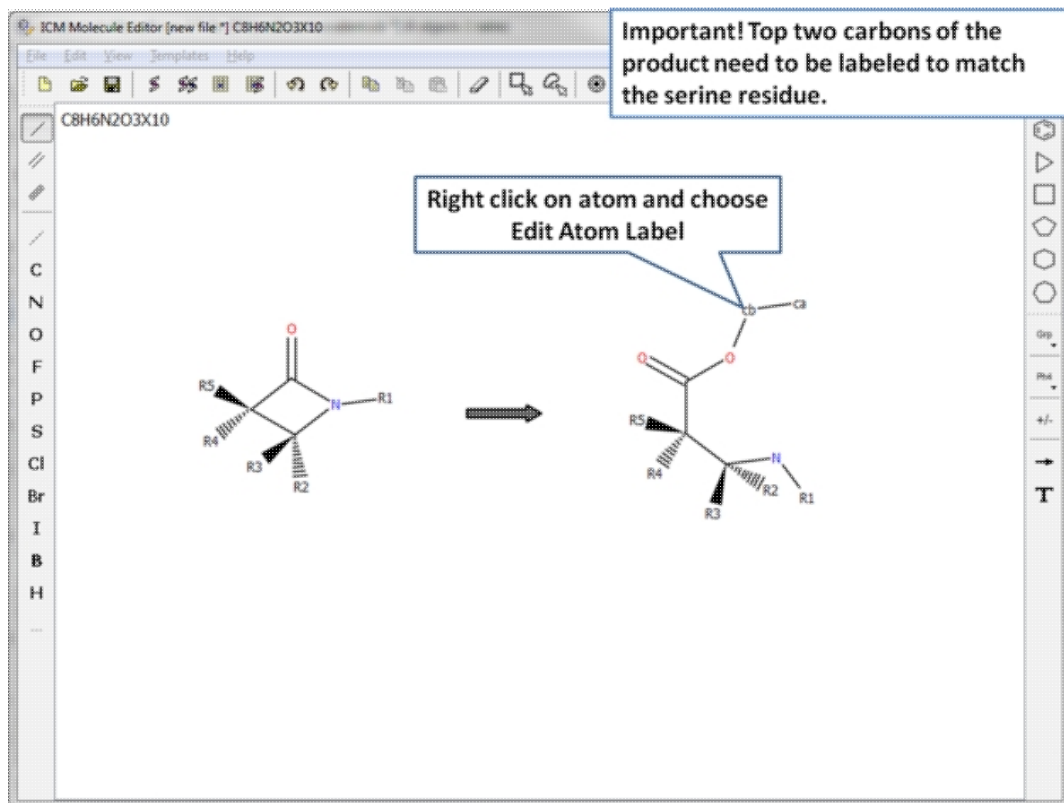 ICM Molecule Editor [new file *] C8H6N2O3X10
Important! Top two carbons of the
product need to be labeled to match
the serine residue.
File Edit View Templates Help
C8H6N2O3X10
Right click on atom and choose
Edit Atom Label
C
N
O
F
P
S
Cl
Br
I
B
H
O
R5
N
R1
R4
R3
R2
cb
ca
O
O
R5
N
R4
R2
R1
R3
Grp
+/-
T